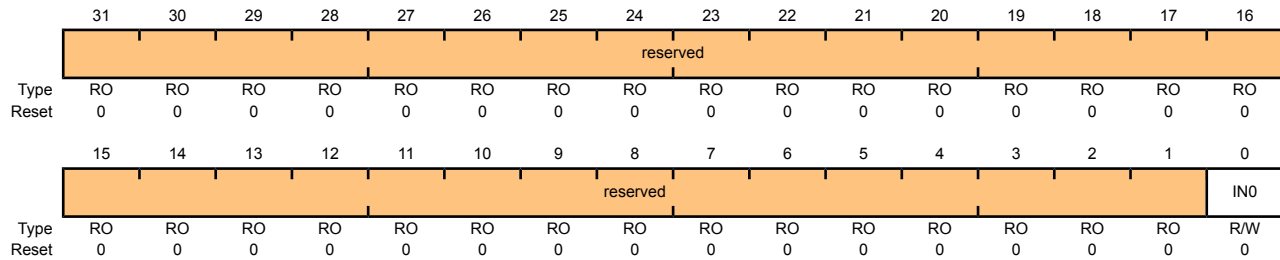 31 30 29 28 27 26 25 24 23 22 21 20 19 18 17 16
reserved
Type RO RO RO RO RO RO RO RO RO RO RO RO RO RO RO RO
Reset 0 0 0 0 0 0 0 0 0 0 0 0 0 0 0 0
15 14 13 12 11 10 9 8 7 6 5 4 3 2 1 0
reserved IN0
Type RO RO RO RO RO RO RO RO RO RO RO RO RO RO RO R/W
Reset 0 0 0 0 0 0 0 0 0 0 0 0 0 0 0 0